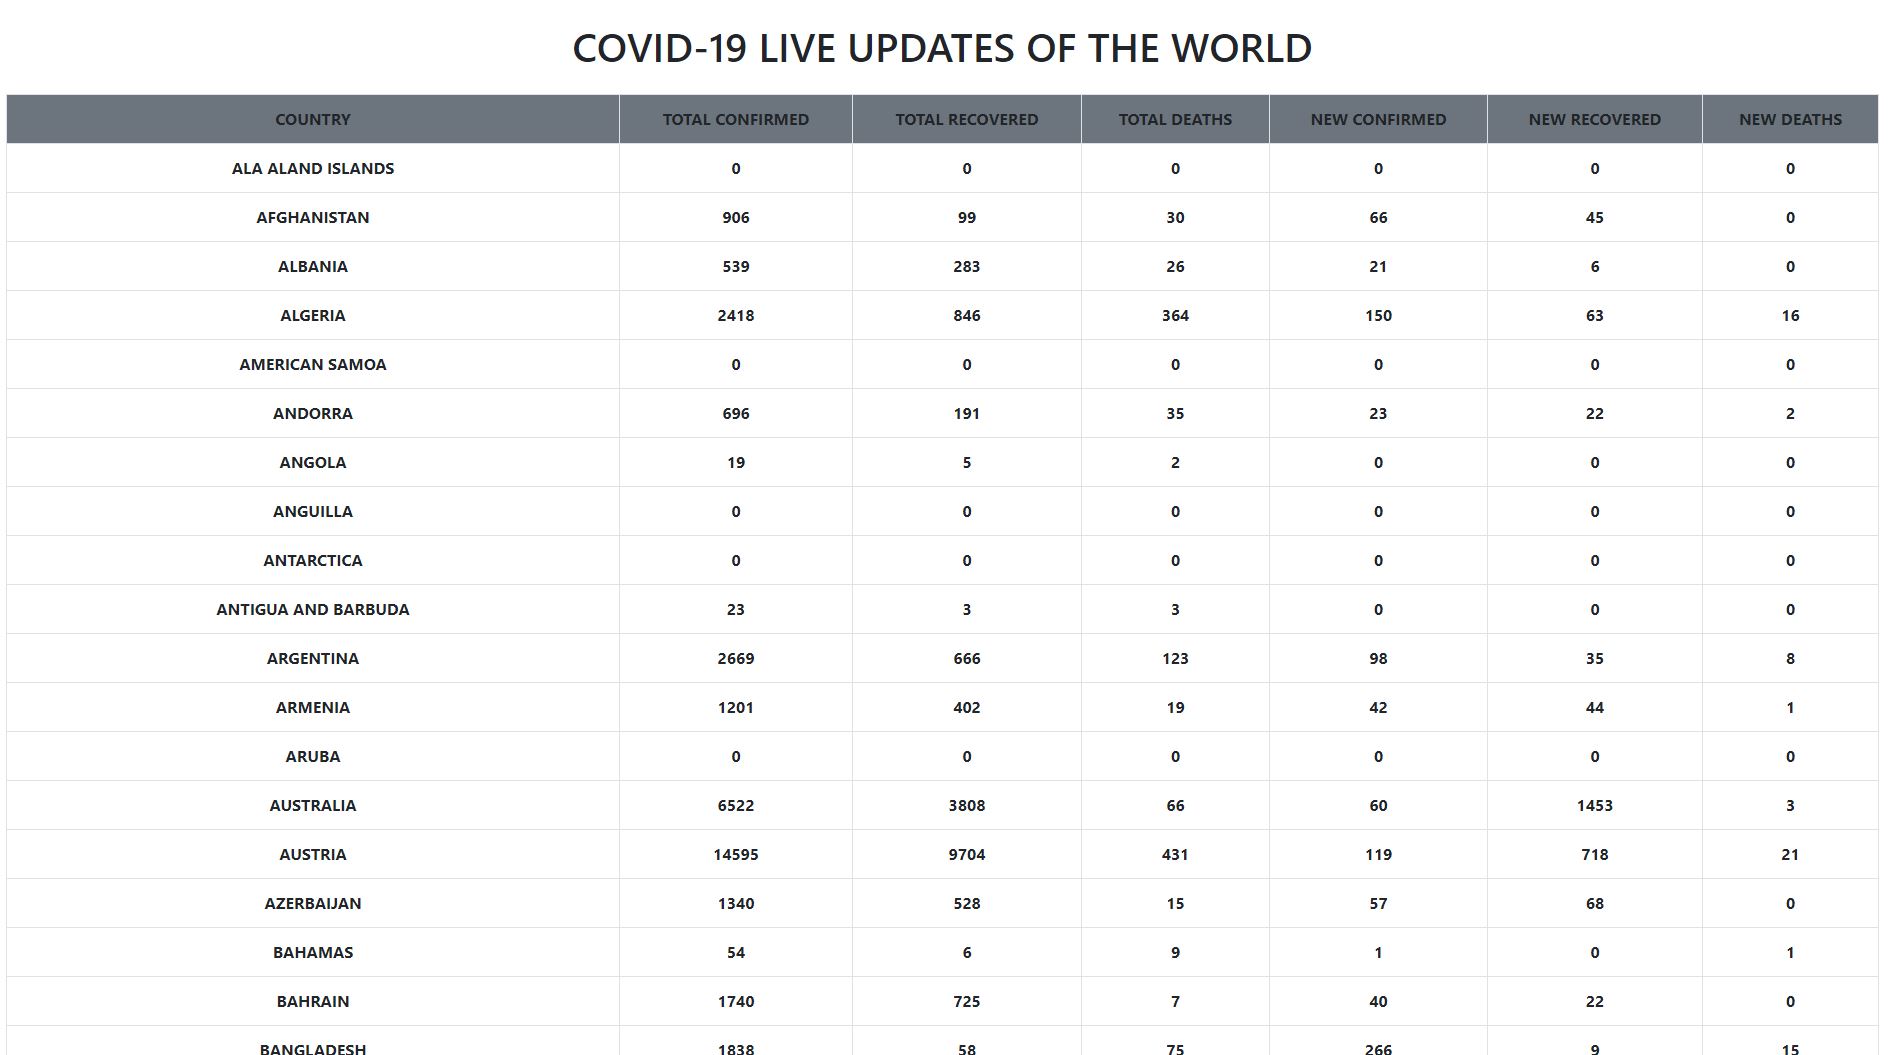 COVID-19 LIVE UPDATES OF THE WORLD
COUNTRY TOTAL CONFIRMED TOTAL RECOVERED TOTAL DEATHS NEW CONFIRMED NEW RECOVERED NEW DEATHS
ALA ALAND ISLANDS 0 0 0 0 0 0
AFGHANISTAN 906 99 30 66 45 0
ALBANIA 539 283 26 21 6 0
ALGERIA 2418 846 364 150 63 16
AMERICAN SAMOA 0 0 0 0 0 0
ANDORRA 696 191 35 23 22 2
ANGOLA 19 5 2 0 0 0
ANGUILLA 0 0 0 0 0 0
ANTARCTICA 0 0 0 0 0 0
ANTIGUA AND BARBUDA 23 3 3 0 0 0
ARGENTINA 2669 666 123 98 35 8
ARMENIA 1201 402 19 42 44 1
ARUBA 0 0 0 0 0 0
AUSTRALIA 6522 3808 66 60 1453 3
AUSTRIA 14595 9704 431 119 718 21
AZERBAIJAN 1340 528 15 57 68 0
BAHAMAS 54 6 9 1 0 1
BAHRAIN 1740 725 7 40 22 0
BANGLADESH 1838 58 75 266 9 15